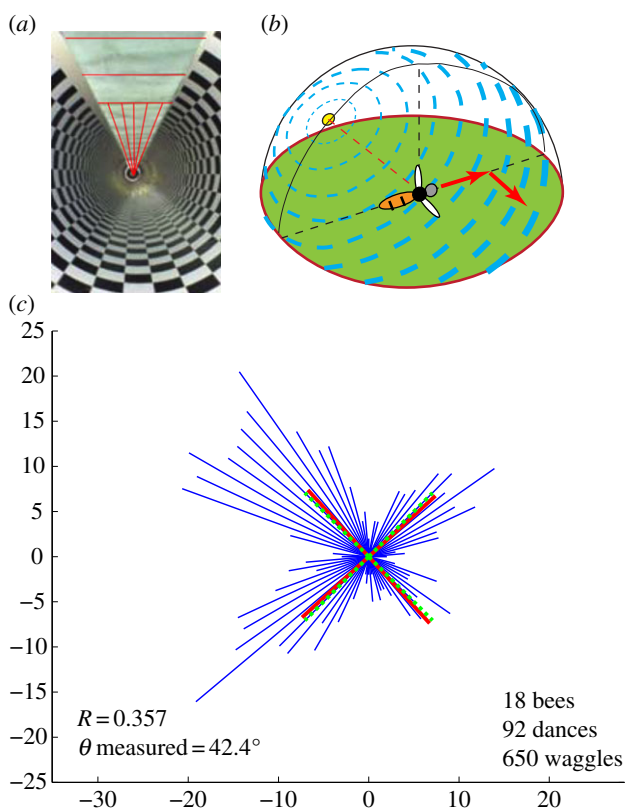 (a)
(b)
(c)
25
20
15
10
5
0
−5
−10
−15
−20
−25
R = 0.357
θ measured = 42.4°
18 bees
92 dances
650 waggles
−30
−20
−10
0
10
20